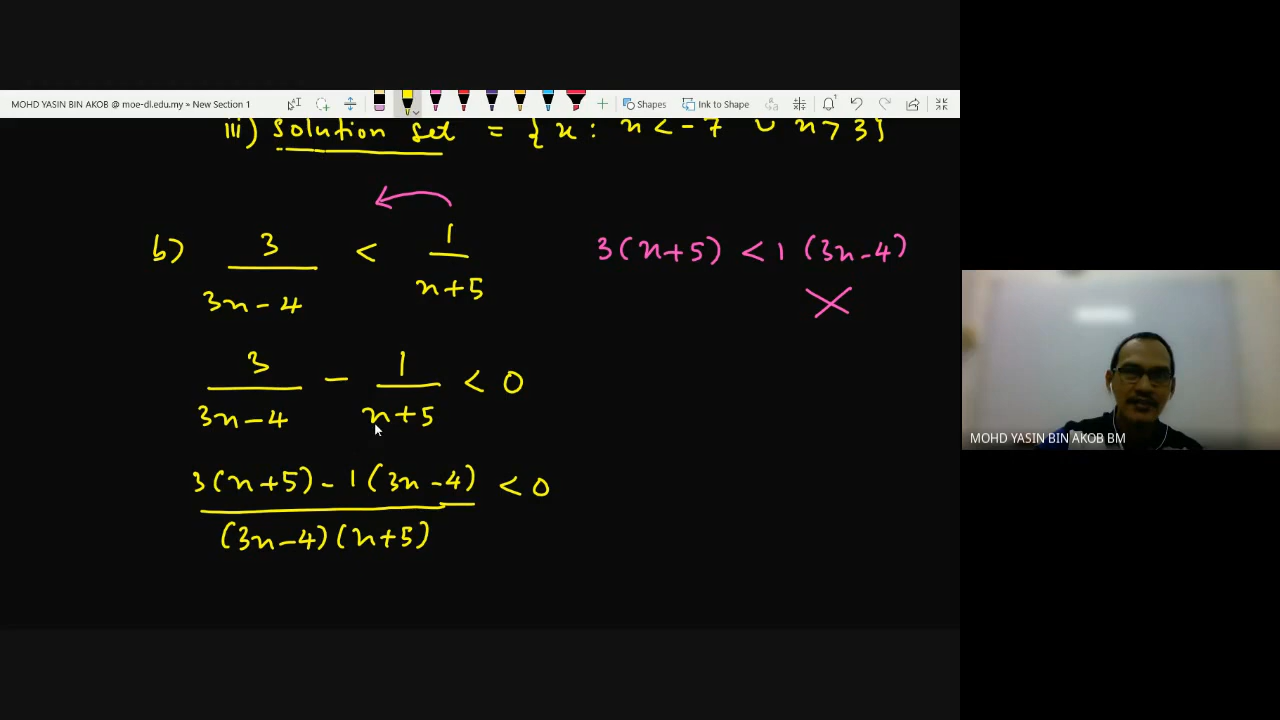 MOHD YASIN BIN AKOB @ moe-dl.edu.my » New Section 1
Shapes
Ink to Shape
iii) Solution set = { x : x < -7 ∪ x > 3 }
b) 3/(3x-4) < 1/(x+5)
3(x+5) < 1 (3x-4)
3/(3x-4) - 1/(x+5) < 0
(3(x+5) - 1(3x-4))/((3x-4)(x+5)) < 0
MOHD YASIN BIN AKOB BM